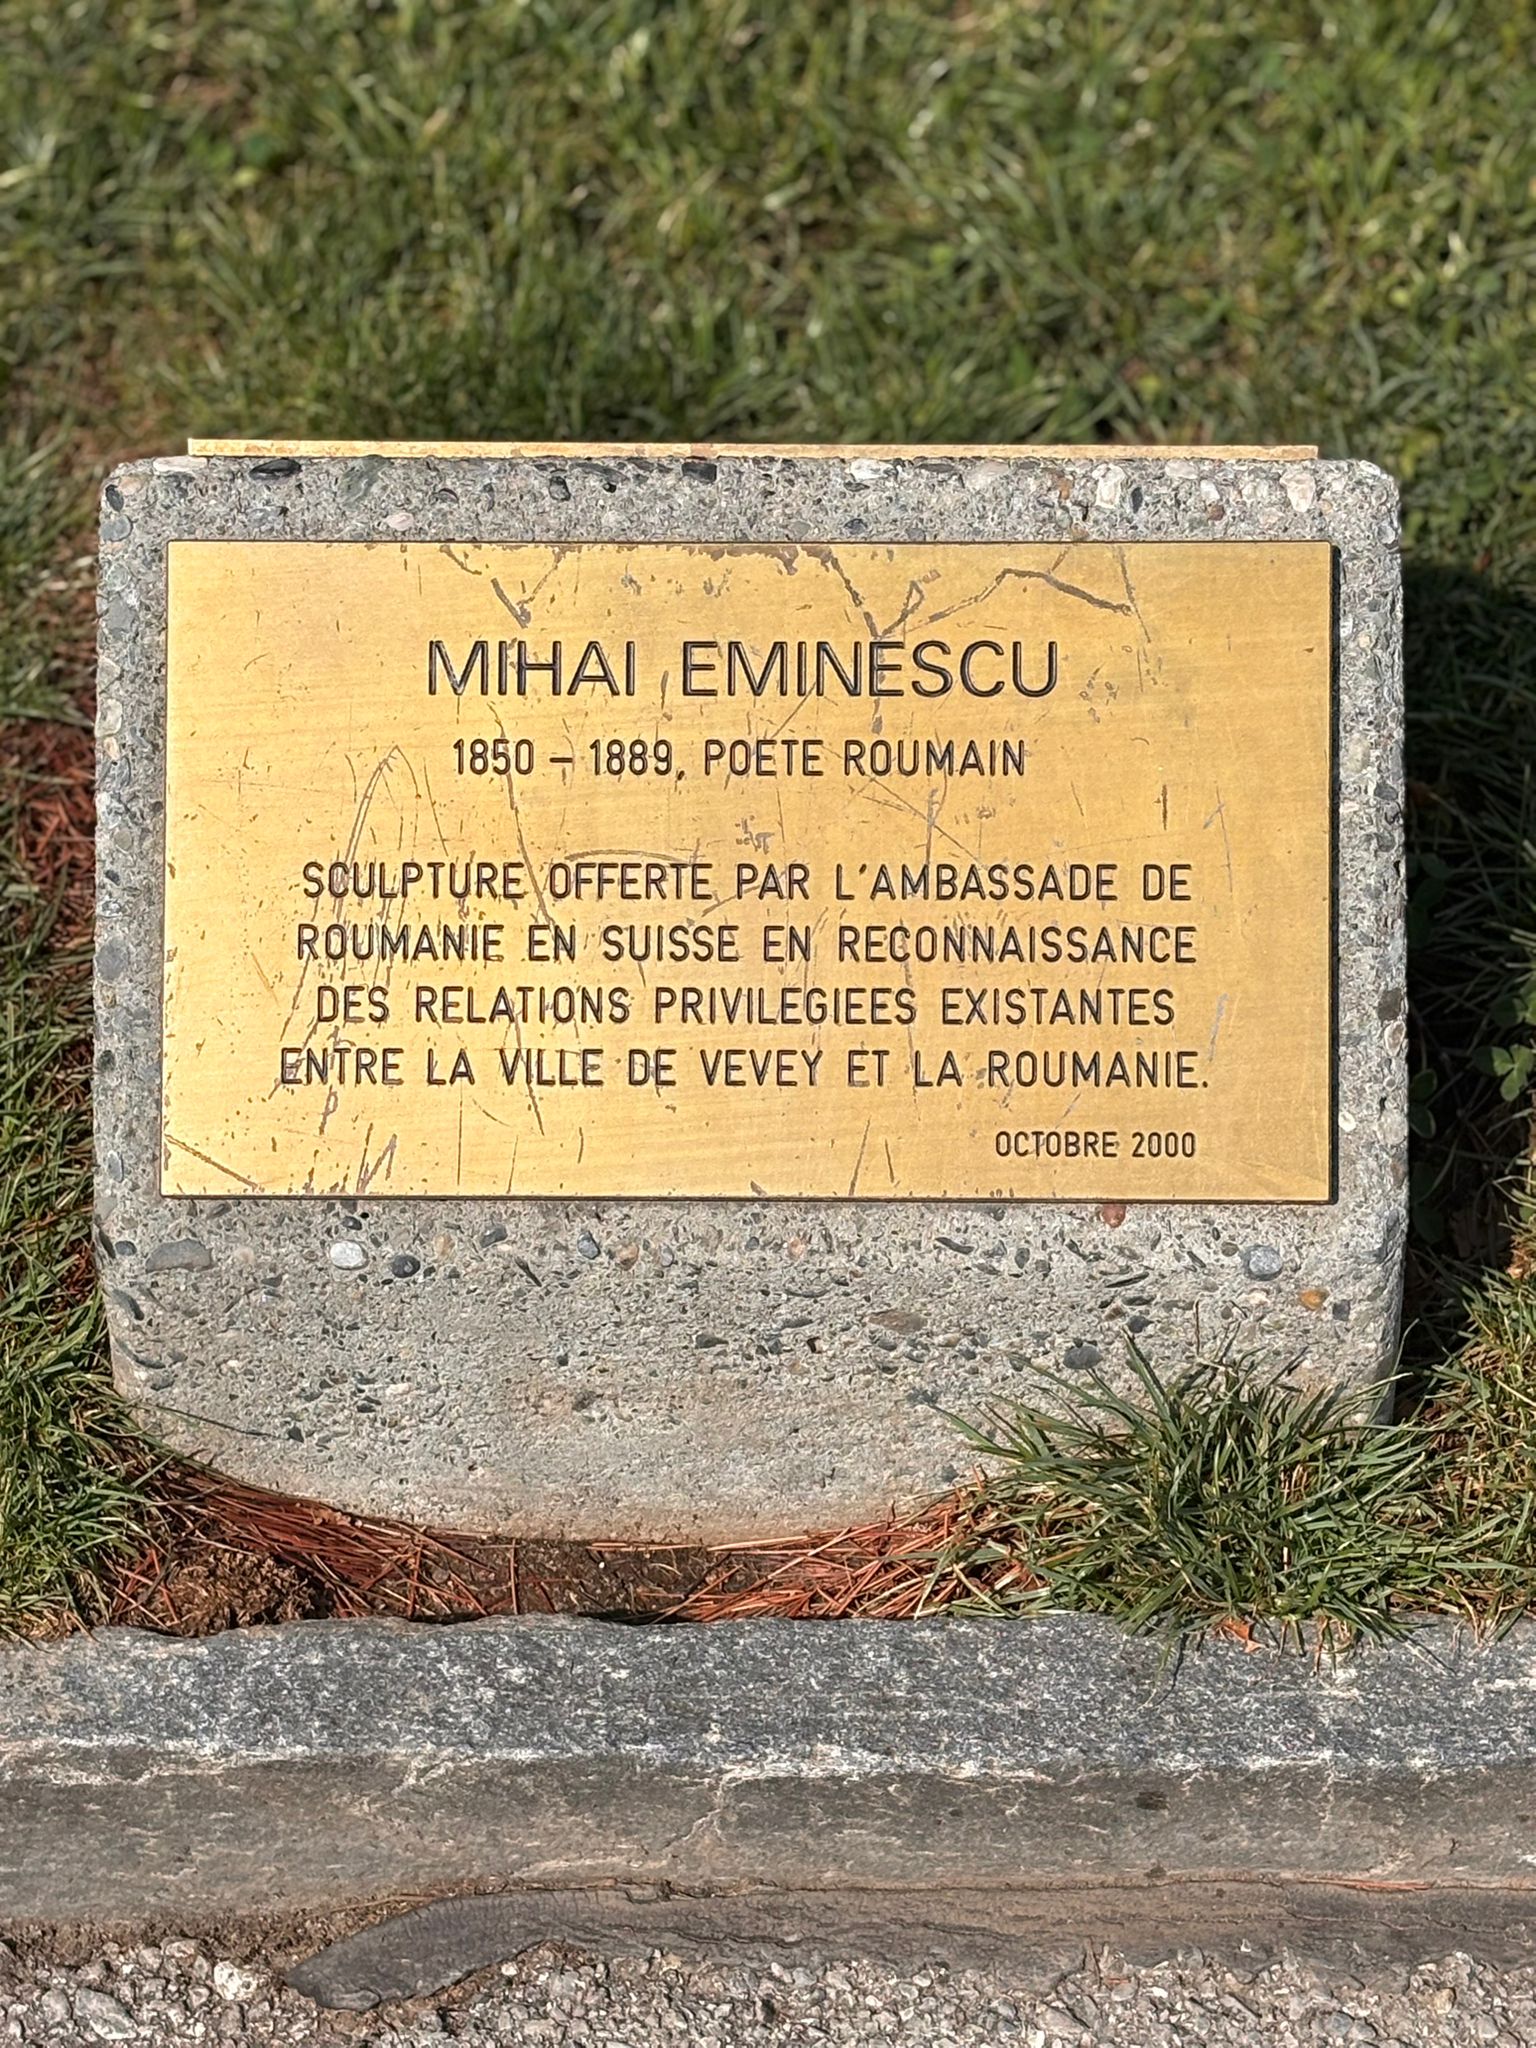 MIHAI EMINESCU
1850 – 1889, POETE ROUMAIN
SCULPTURE OFFERTE PAR L'AMBASSADE DE
ROUMANIE EN SUISSE EN RECONNAISSANCE
DES RELATIONS PRIVILEGIEES EXISTANTES
ENTRE LA VILLE DE VEVEY ET LA ROUMANIE.
OCTOBRE 2000